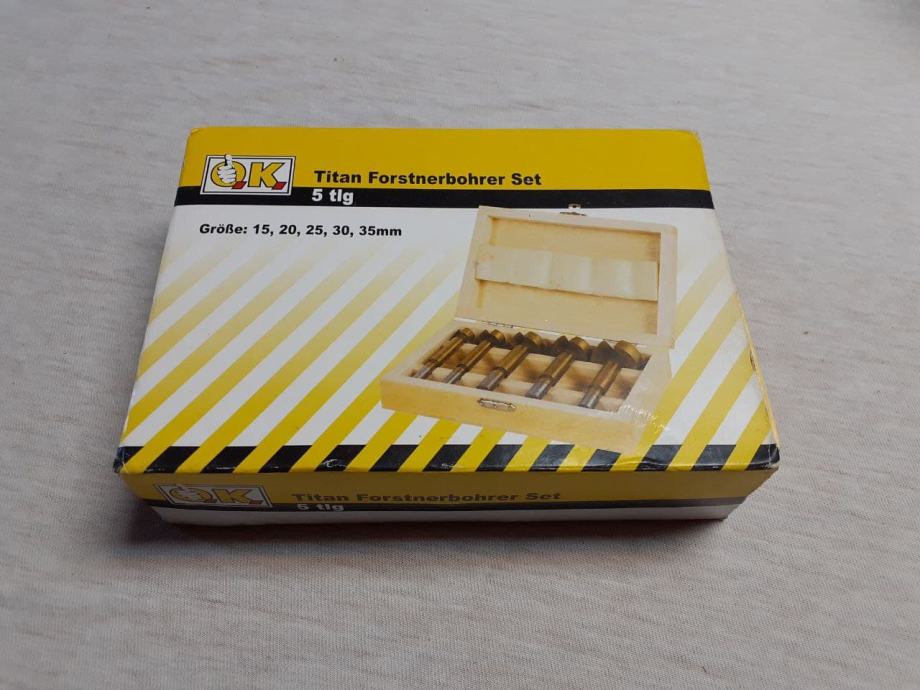 O.K.
Titan Forstnerbohrer Set
5 tlg
Größe: 15, 20, 25, 30, 35mm
O.K.
Titan Forstnerbohrer Set
5 tlg